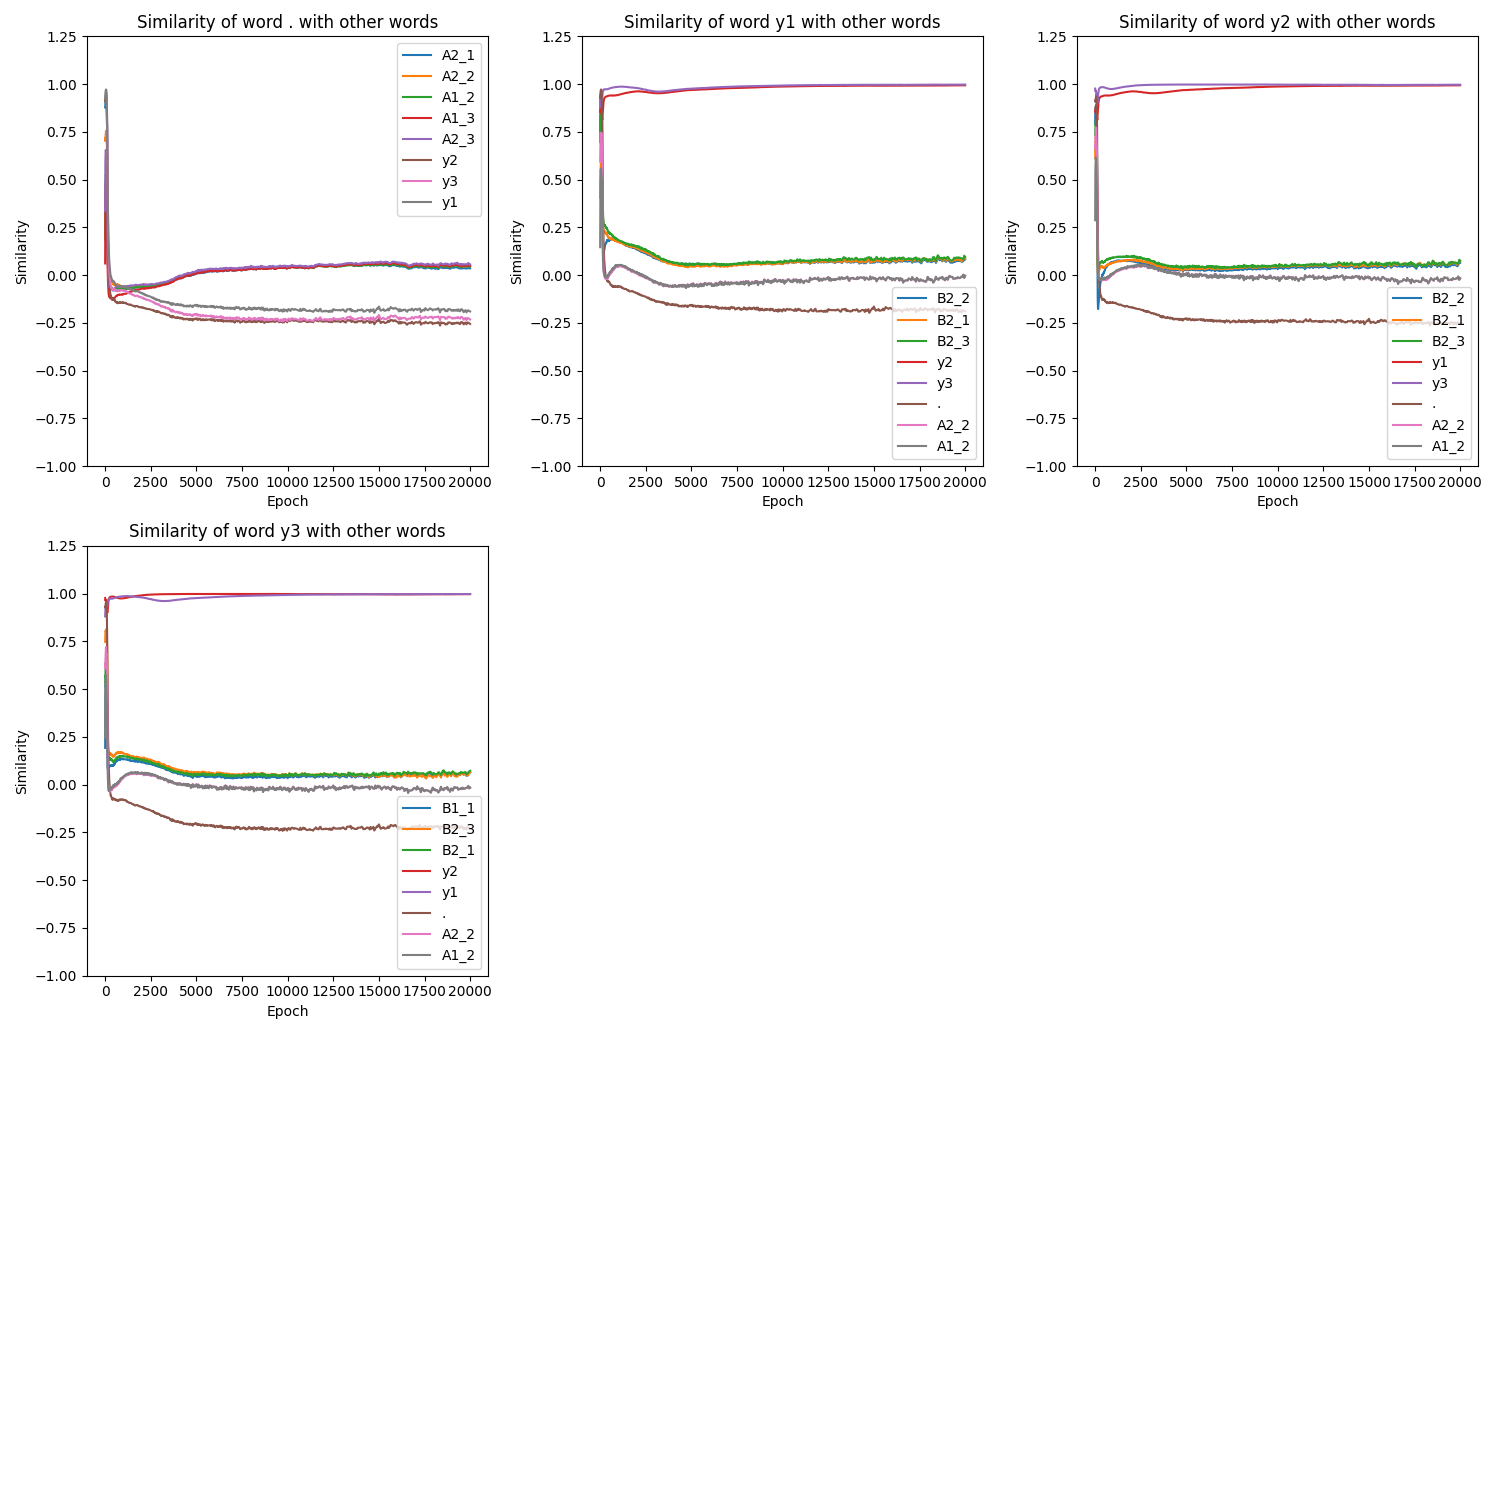 Similarity of word . with other words
Similarity of word y1 with other words
Similarity of word y2 with other words
1.25
1.00
0.75
0.50
0.25
0.00
−0.25
−0.50
−0.75
−1.00
Similarity
A2_1
A2_2
A1_2
A1_3
A2_3
y2
y3
y1
0 2500 5000 7500 10000 12500 15000 17500 20000
Epoch
1.25
1.00
0.75
0.50
0.25
0.00
−0.25
−0.50
−0.75
−1.00
Similarity
B2_2
B2_1
B2_3
y2
y3
.
A2_2
A1_2
0 2500 5000 7500 10000 12500 15000 17500 20000
Epoch
1.25
1.00
0.75
0.50
0.25
0.00
−0.25
−0.50
−0.75
−1.00
Similarity
B2_2
B2_1
B2_3
y1
y3
.
A2_2
A1_2
0 2500 5000 7500 10000 12500 15000 17500 20000
Epoch
Similarity of word y3 with other words
1.25
1.00
0.75
0.50
0.25
0.00
−0.25
−0.50
−0.75
−1.00
Similarity
B1_1
B2_3
B2_1
y2
y1
.
A2_2
A1_2
0 2500 5000 7500 10000 12500 15000 17500 20000
Epoch